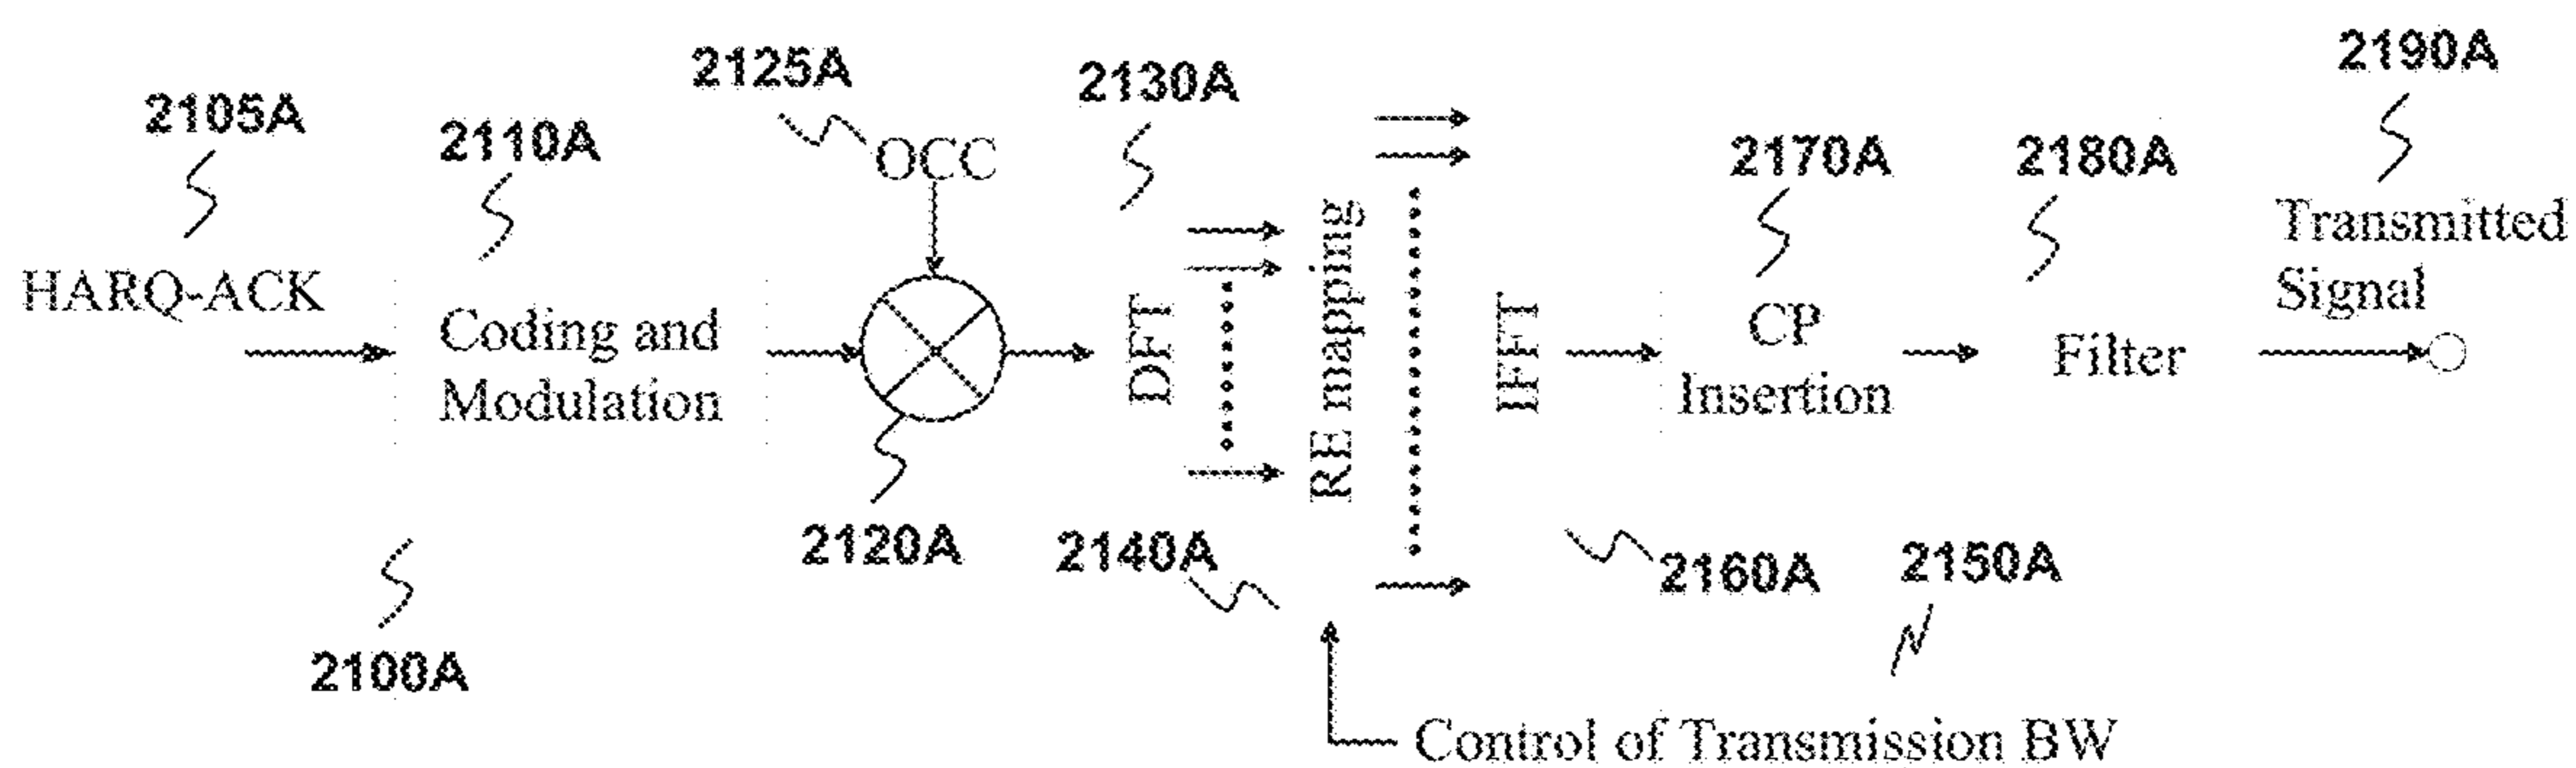 2105A
2110A
2125A
2130A
2170A
2180A
2190A
HARQ-ACK
Coding and
Modulation
OCC
DFT
RE mapping
IFFT
CP
Insertion
Filter
Transmitted
Signal
2100A
2120A
2140A
2160A
2150A
Control of Transmission BW